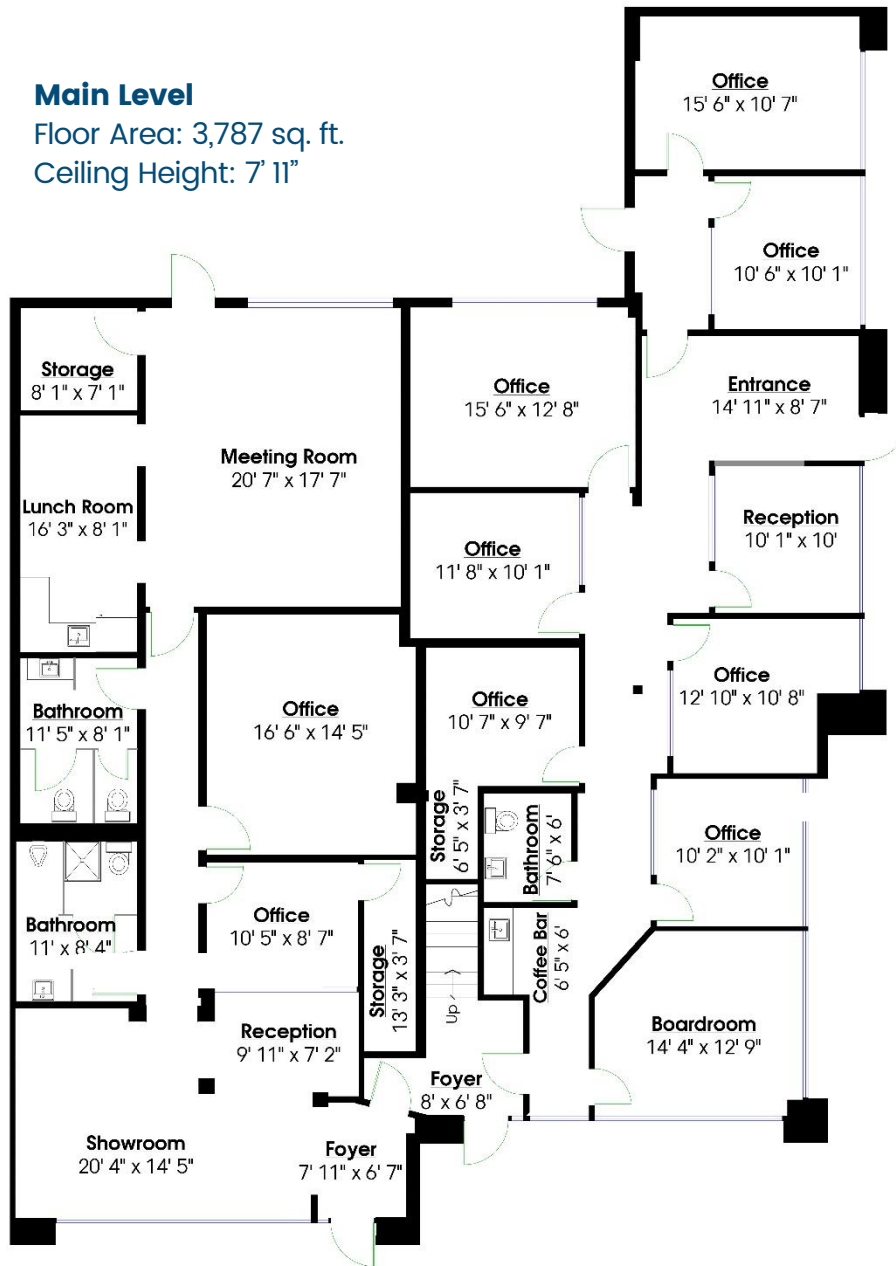 Main Level
Floor Area: 3,787 sq. ft.
Ceiling Height: 7' 11”
Office
15' 6" x 10' 7"
Office
10' 6" x 10' 1"
Storage
8' 1" x 7' 1"
Office
15' 6" x 12' 8"
Entrance
14' 11" x 8' 7"
Meeting Room
20' 7" x 17' 7"
Lunch Room
16' 3" x 8' 1"
Reception
10' 1" x 10'
Office
11' 8" x 10' 1"
Office
12' 10" x 10' 8"
Office
10' 7" x 9' 7"
Bathroom
11' 5" x 8' 1"
Office
16' 6" x 14' 5"
Storage
6' 5" x 3' 7"
Bathroom
7' 6" x 6'
Office
10' 2" x 10' 1"
Bathroom
11' x 8' 4"
Office
10' 5" x 8' 7"
Storage
13' 3" x 3' 7"
Up
Coffee Bar
6' 5" x 6'
Reception
9' 11" x 7' 2"
Boardroom
14' 4" x 12' 9"
Foyer
8' x 6' 8"
Showroom
20' 4" x 14' 5"
Foyer
7' 11" x 6' 7"